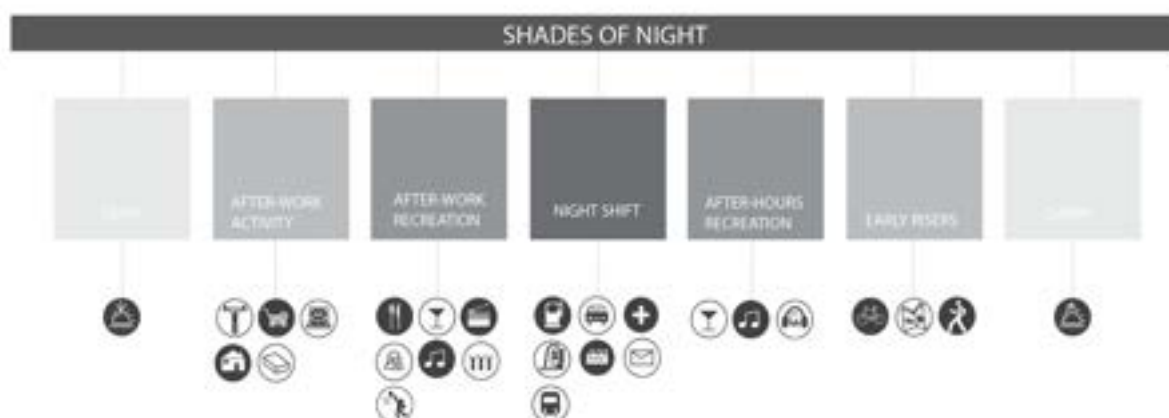 SHADES OF NIGHT
AFTER-WORK
ACTIVITY
AFTER-WORK
RECREATION
NIGHT SHIFT
AFTER-HOURS
RECREATION
EARLY RISERS